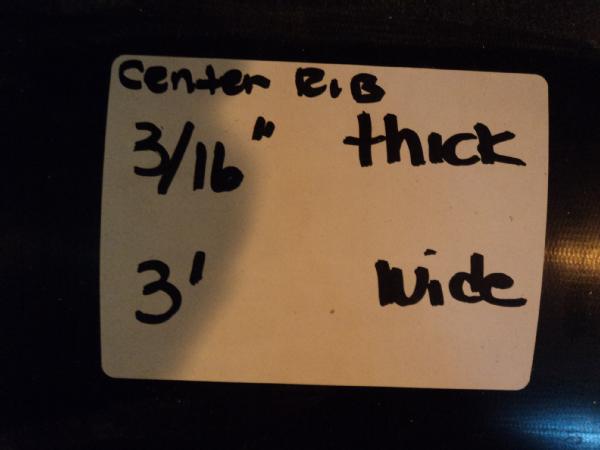 Center RIB
3/16" thick
3' wide